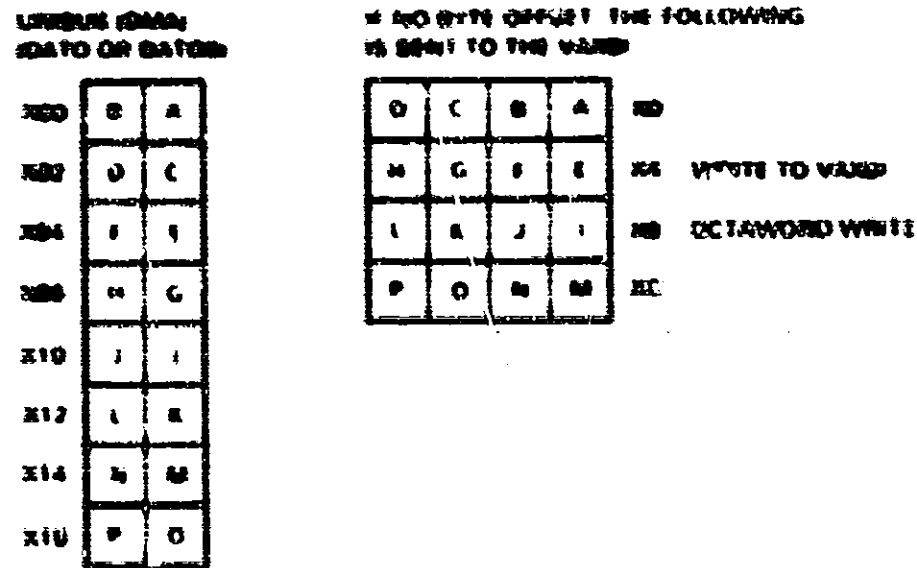 UNIBUS (DMA)
(DATO OR DATOB)
X00 B A
X02 D C
X04 F E
X06 H G
X10 J I
X12 L K
X14 N M
X16 P O
IF NO BYTE OFFSET THE FOLLOWING
IS SENT TO THE VAXBI
D C B A X0
H G F E X4 WRITE TO VAXBI
L K J I X8 OCTAWORD WRITE
P O N M XC